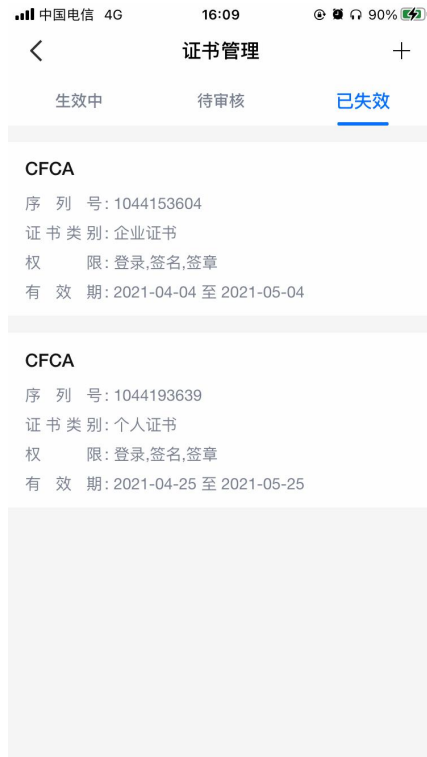 中国电信 4G 16:09 90%
证书管理
生效中 待审核 已失效
CFCA
序列号: 1044153604
证书类别: 企业证书
权限: 登录,签名,签章
有效期: 2021-04-04 至 2021-05-04
CFCA
序列号: 1044193639
证书类别: 个人证书
权限: 登录,签名,签章
有效期: 2021-04-25 至 2021-05-25